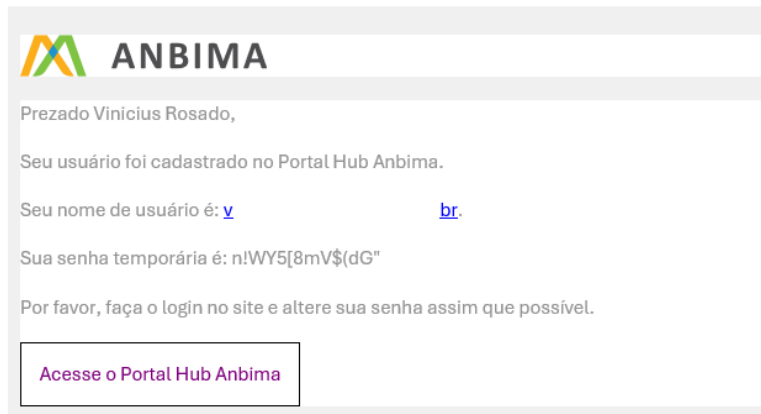 ANBIMA
Prezado Vinicius Rosado,
Seu usuário foi cadastrado no Portal Hub Anbima.
Seu nome de usuário é: v br.
Sua senha temporária é: n!WY5[8mV$(dG"
Por favor, faça o login no site e altere sua senha assim que possível.
Acesse o Portal Hub Anbima